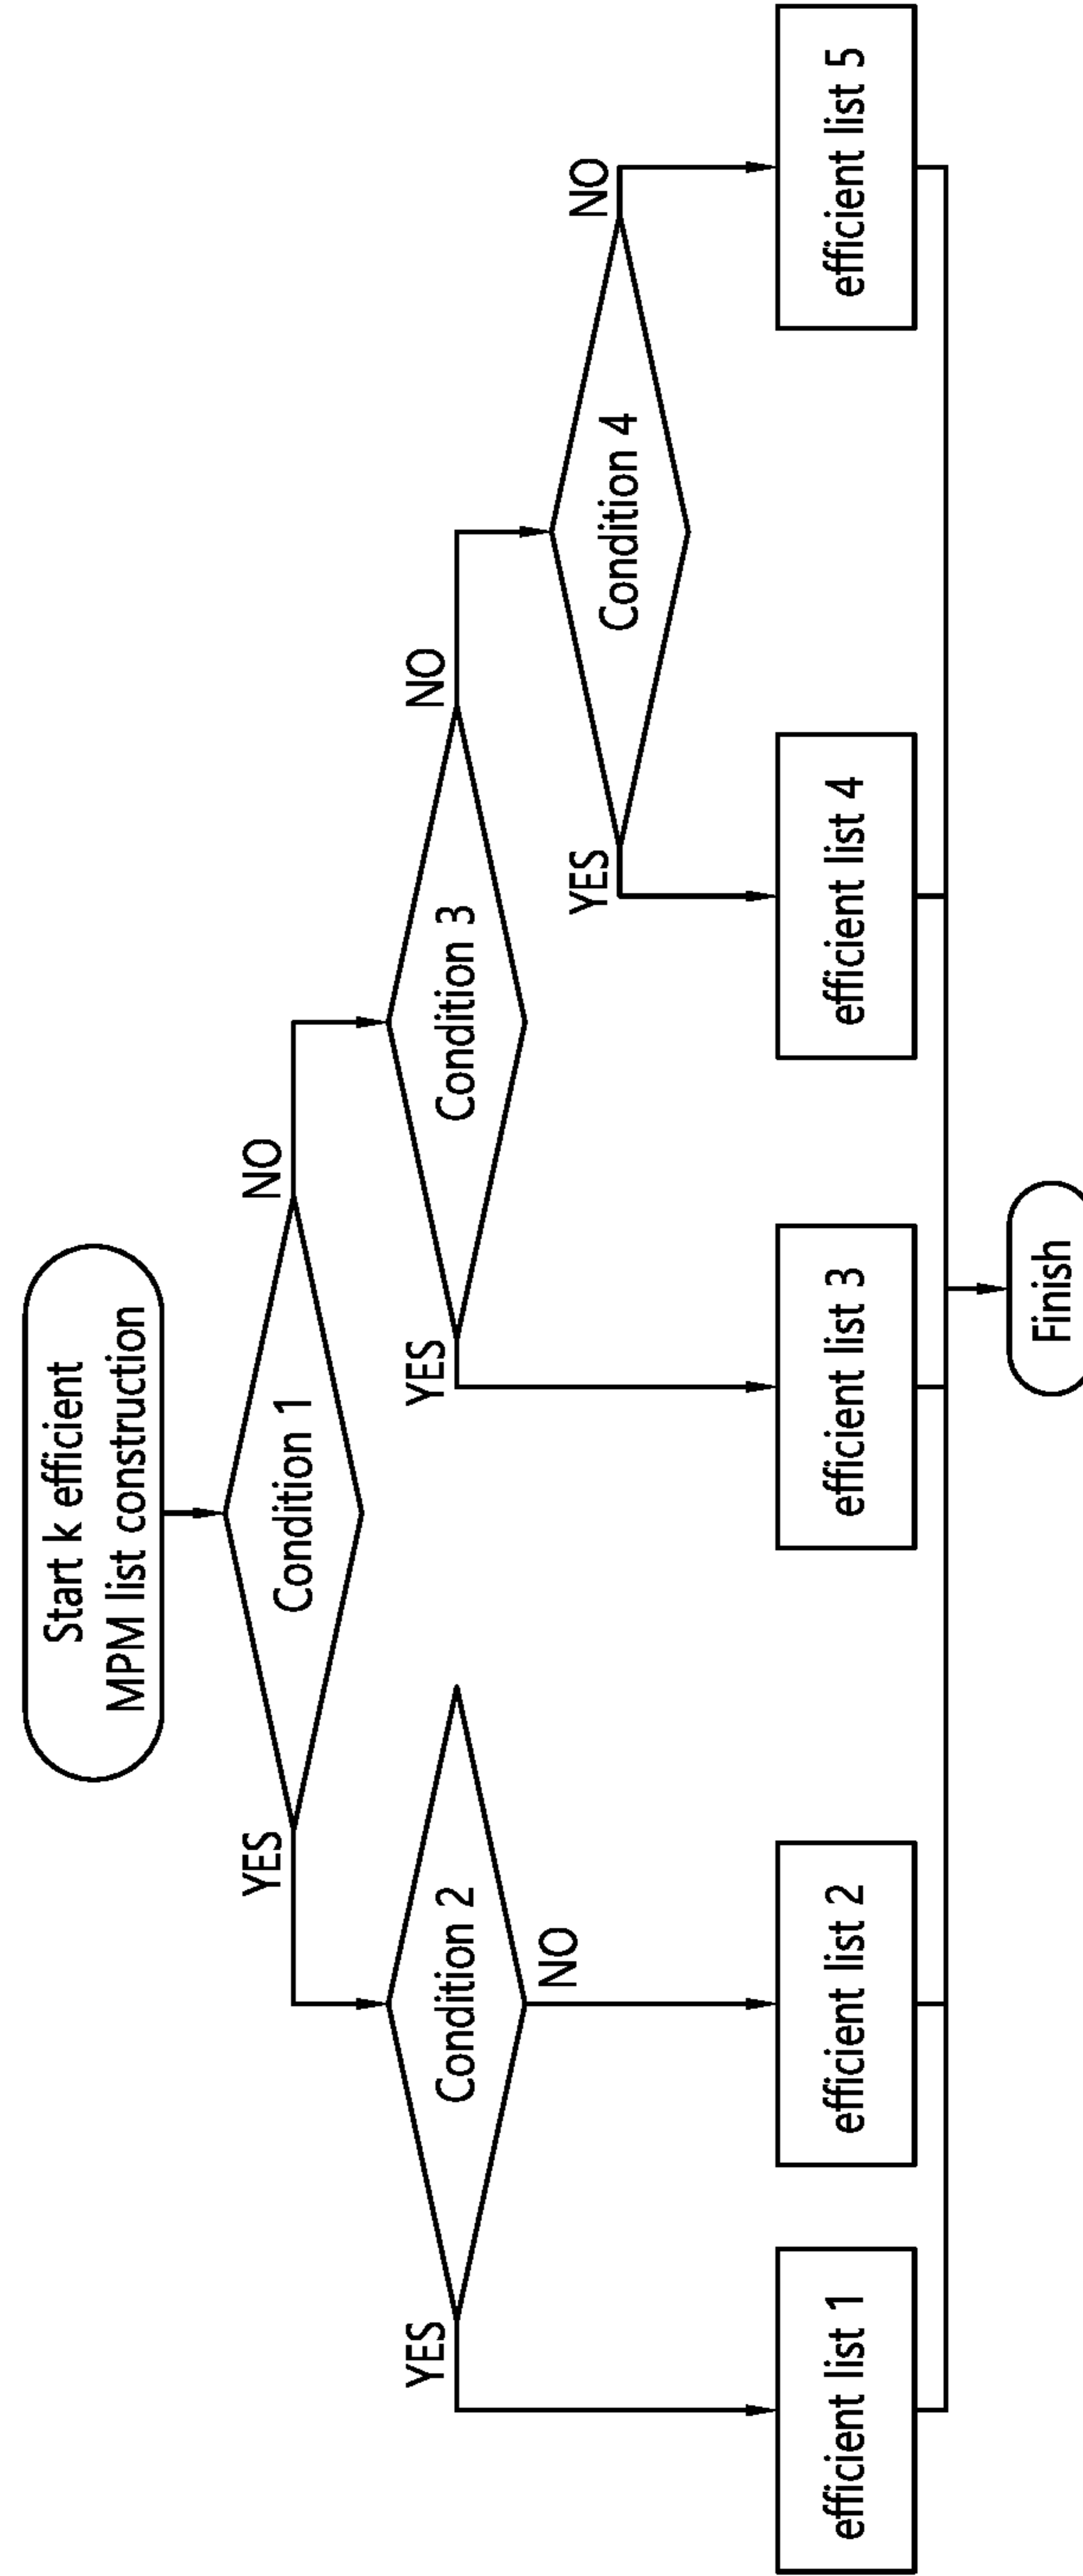 Start k efficient
MPM list construction
Condition 1
YES
NO
Condition 2
YES
NO
Condition 3
YES
NO
Condition 4
YES
NO
efficient list 1
efficient list 2
efficient list 3
efficient list 4
efficient list 5
Finish